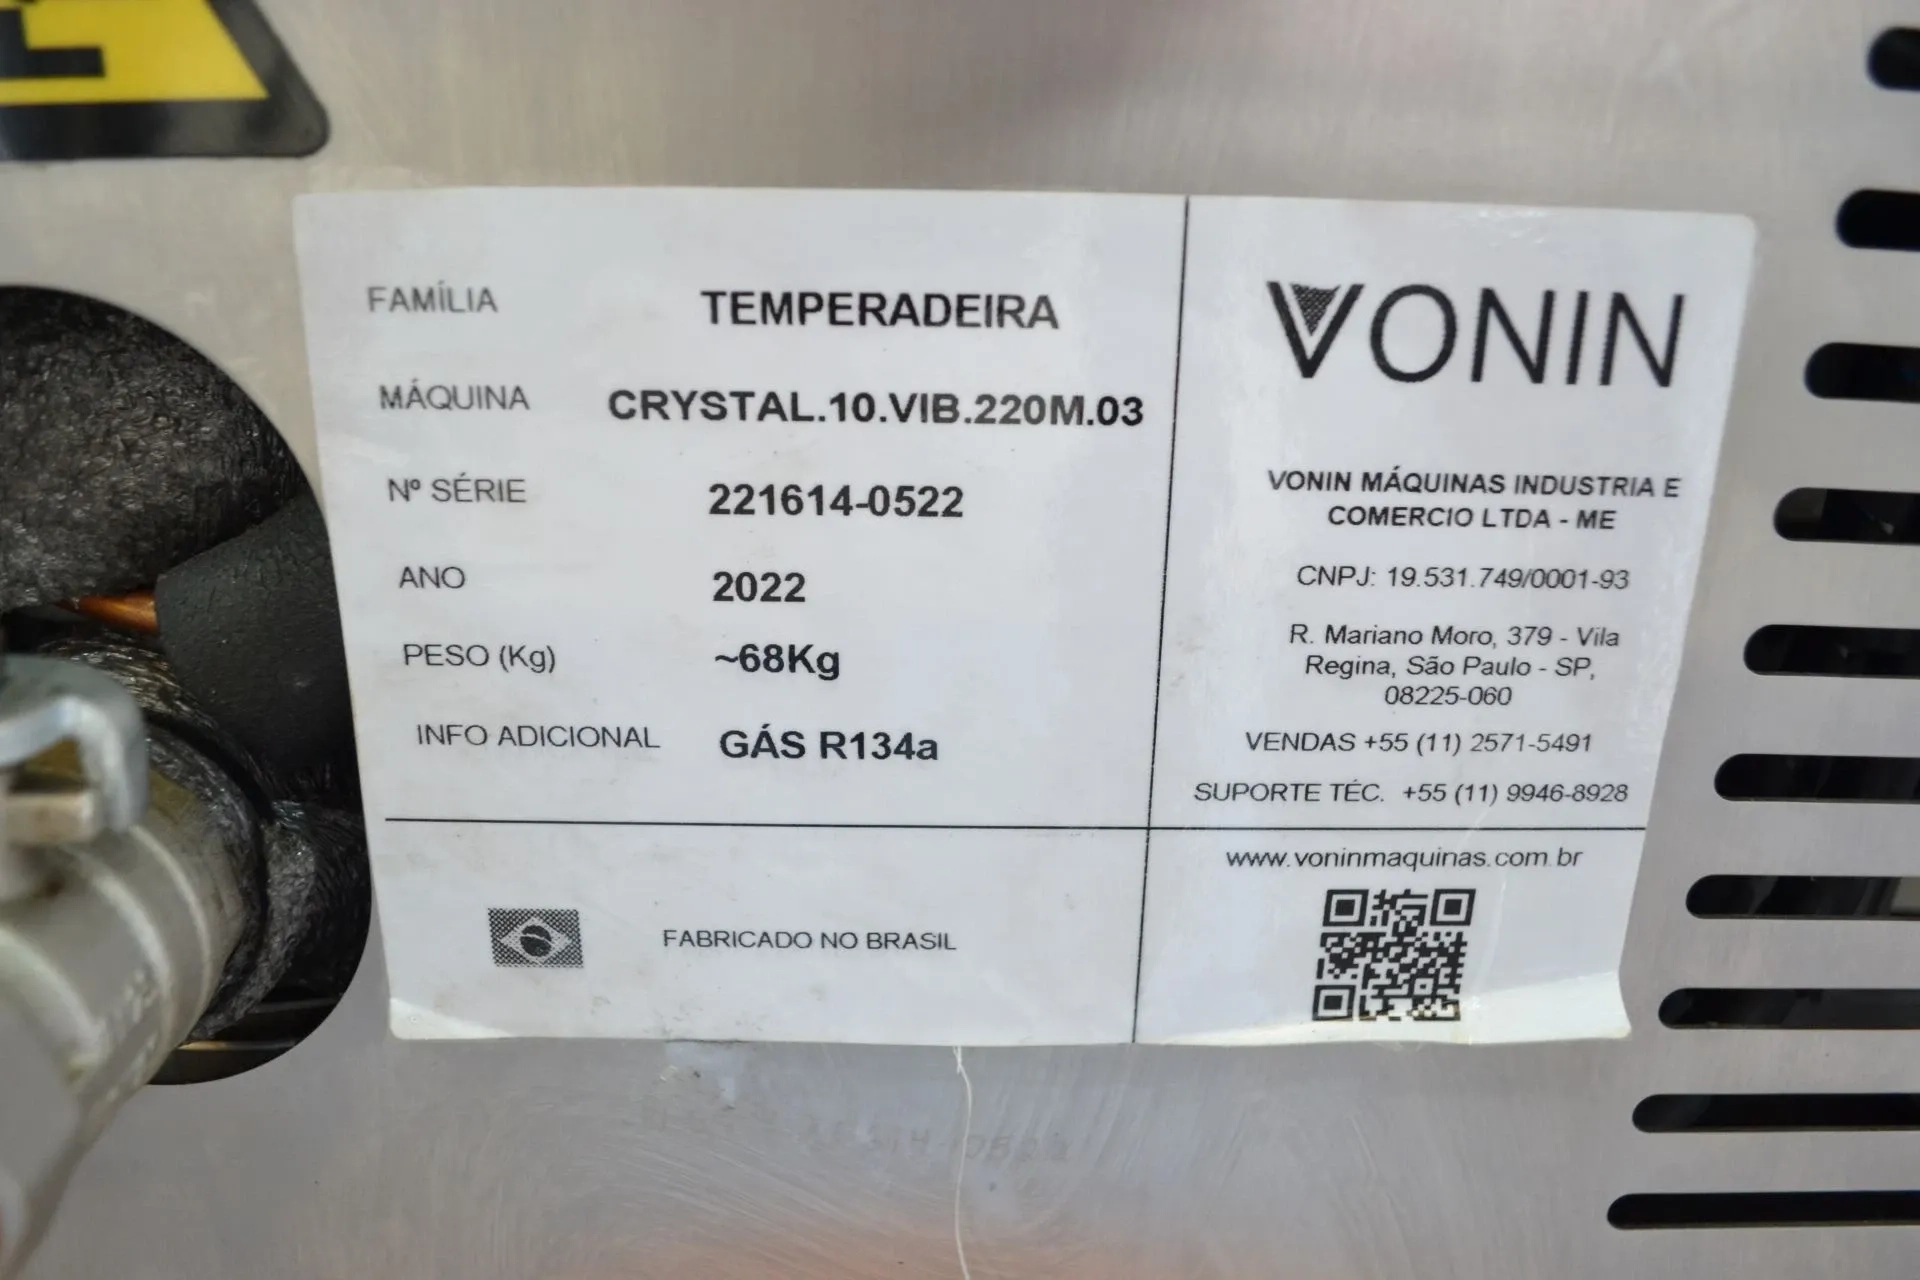 FAMÍLIA TEMPERADEIRA
MÁQUINA CRYSTAL.10.VIB.220M.03
Nº SÉRIE 221614-0522
ANO 2022
PESO (Kg) ~68Kg
INFO ADICIONAL GÁS R134a
FABRICADO NO BRASIL
VONIN
VONIN MÁQUINAS INDUSTRIA E
COMERCIO LTDA - ME
CNPJ: 19.531.749/0001-93
R. Mariano Moro, 379 - Vila
Regina, São Paulo - SP,
08225-060
VENDAS +55 (11) 2571-5491
SUPORTE TÉC. +55 (11) 9946-8928
www.voninmaquinas.com.br